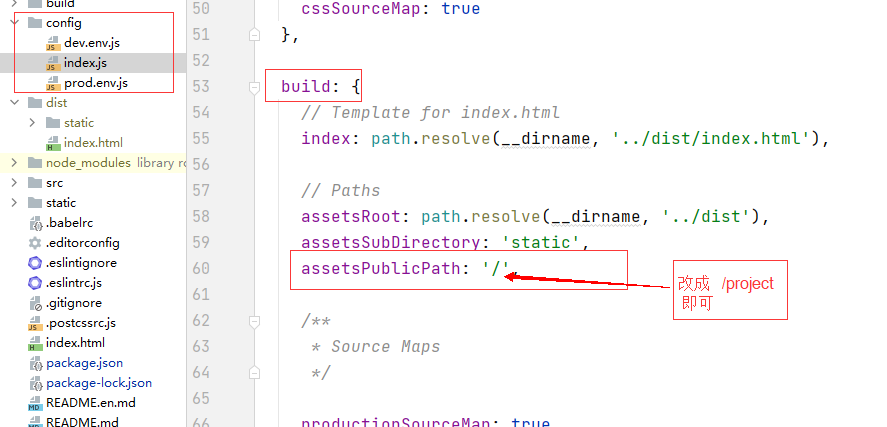 build
config
dev.env.js
index.js
prod.env.js
dist
static
index.html
node_modules library ro
src
static
.babelrc
.editorconfig
.eslintignore
.eslintrc.js
.gitignore
.postcssrc.js
index.html
package.json
package-lock.json
README.en.md
README.md
50 cssSourceMap: true
51 },
52
53 build: {
54 // Template for index.html
55 index: path.resolve(__dirname, '../dist/index.html'),
56
57 // Paths
58 assetsRoot: path.resolve(__dirname, '../dist'),
59 assetsSubDirectory: 'static',
60 assetsPublicPath: '/'
61
62 /**
63 * Source Maps
64 */
65
66 productionSourceMap: true
改成 /project
即可